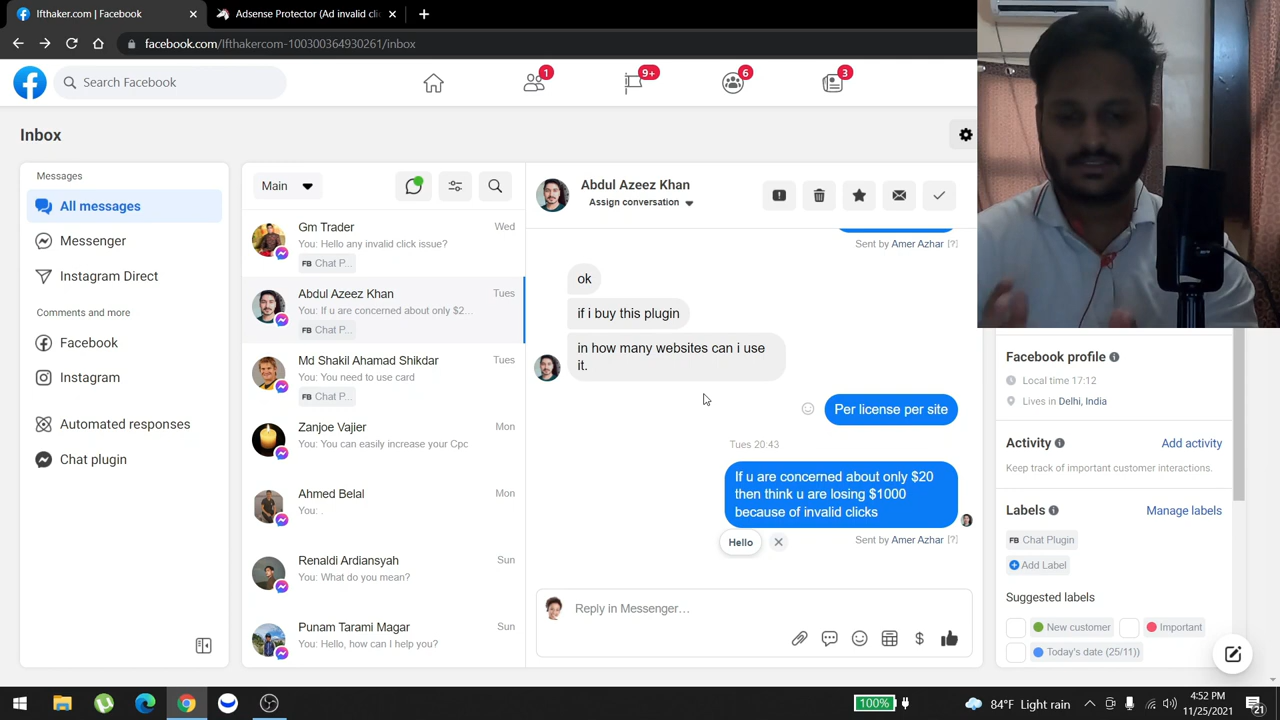 Ifthaker.com | Facebook
Adsense Protector (Ad invalid cli
facebook.com/Ifthakercom-100300364930261/inbox
Search Facebook
1
9+
6
3
Inbox
Messages
All messages
Messenger
Instagram Direct
Comments and more
Facebook
Instagram
Automated responses
Chat plugin
Main
Gm Trader
Wed
You: Hello any invalid click issue?
FB Chat P...
Abdul Azeez Khan
Tues
You: If u are concerned about only $2...
FB Chat P...
Md Shakil Ahamad Shikdar
Tues
You: You need to use card
FB Chat P...
Zanjoe Vajier
Mon
You: You can easily increase your Cpc
Ahmed Belal
Mon
You: .
Renaldi Ardiansyah
Sun
You: What do you mean?
Punam Tarami Magar
Sun
You: Hello, how can I help you?
Abdul Azeez Khan
Assign conversation
Sent by Amer Azhar [?]
ok
if i buy this plugin
in how many websites can i use
it.
Per license per site
Tues 20:43
If u are concerned about only $20
then think u are losing $1000
because of invalid clicks
Hello
Sent by Amer Azhar [?]
Reply in Messenger…
Facebook profile
Local time 17:12
Lives in Delhi, India
Activity
Add activity
Keep track of important customer interactions.
Labels
Manage labels
FB Chat Plugin
Add Label
Suggested labels
New customer
Important
Today's date (25/11))
100%
84°F Light rain
4:52 PM
11/25/2021
21